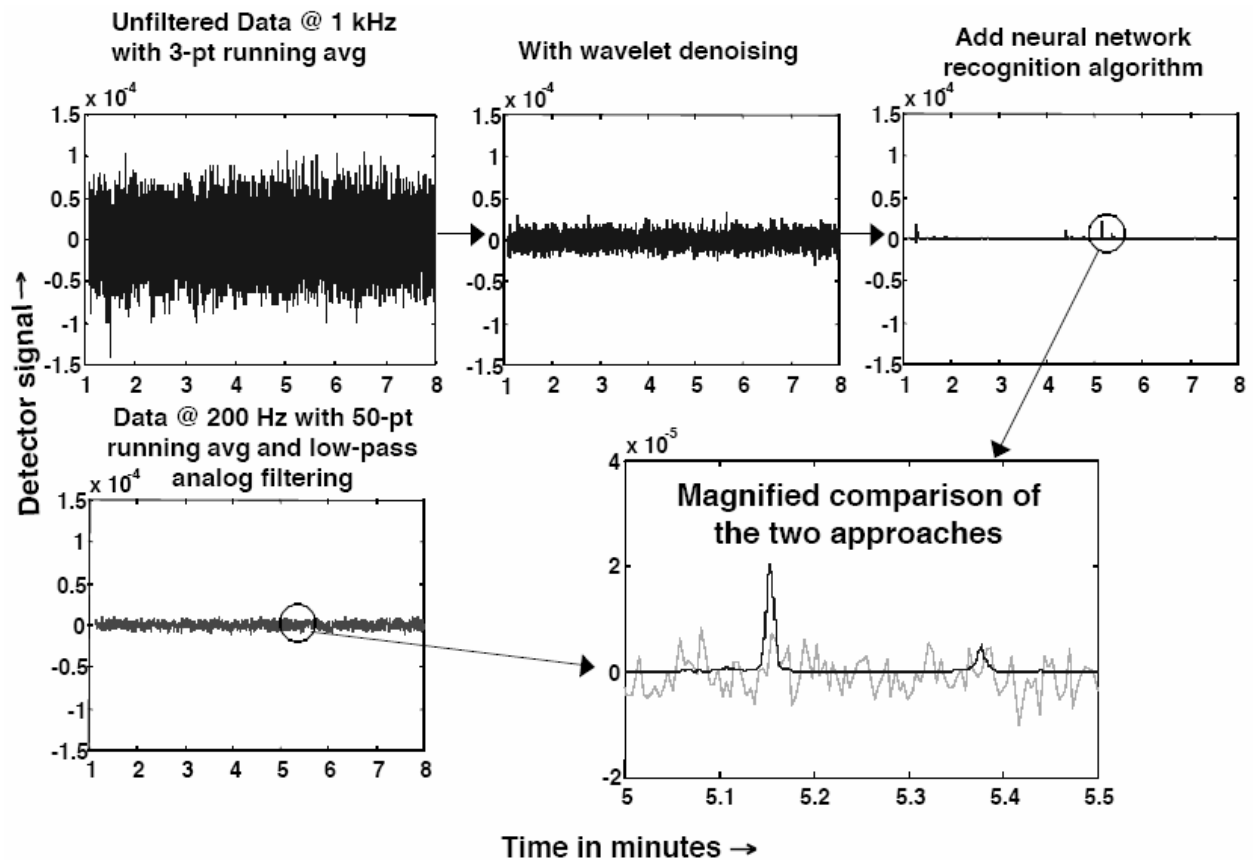 Unfiltered Data @ 1 kHz
with 3-pt running avg
With wavelet denoising
Add neural network
recognition algorithm
x 10-4
1.5
1
0.5
0
-0.5
-1
-1.5
1 2 3 4 5 6 7 8
x 10-4
1.5
1
0.5
0
-0.5
-1
-1.5
1 2 3 4 5 6 7 8
x 10-4
1.5
1
0.5
0
-0.5
-1
-1.5
1 2 3 4 5 6 7 8
Detector signal →
Data @ 200 Hz with 50-pt
running avg and low-pass
analog filtering
x 10-4
1.5
1
0.5
0
-0.5
-1
-1.5
1 2 3 4 5 6 7 8
x 10-5
Magnified comparison of
the two approaches
4
2
0
-2
5 5.1 5.2 5.3 5.4 5.5
Time in minutes →